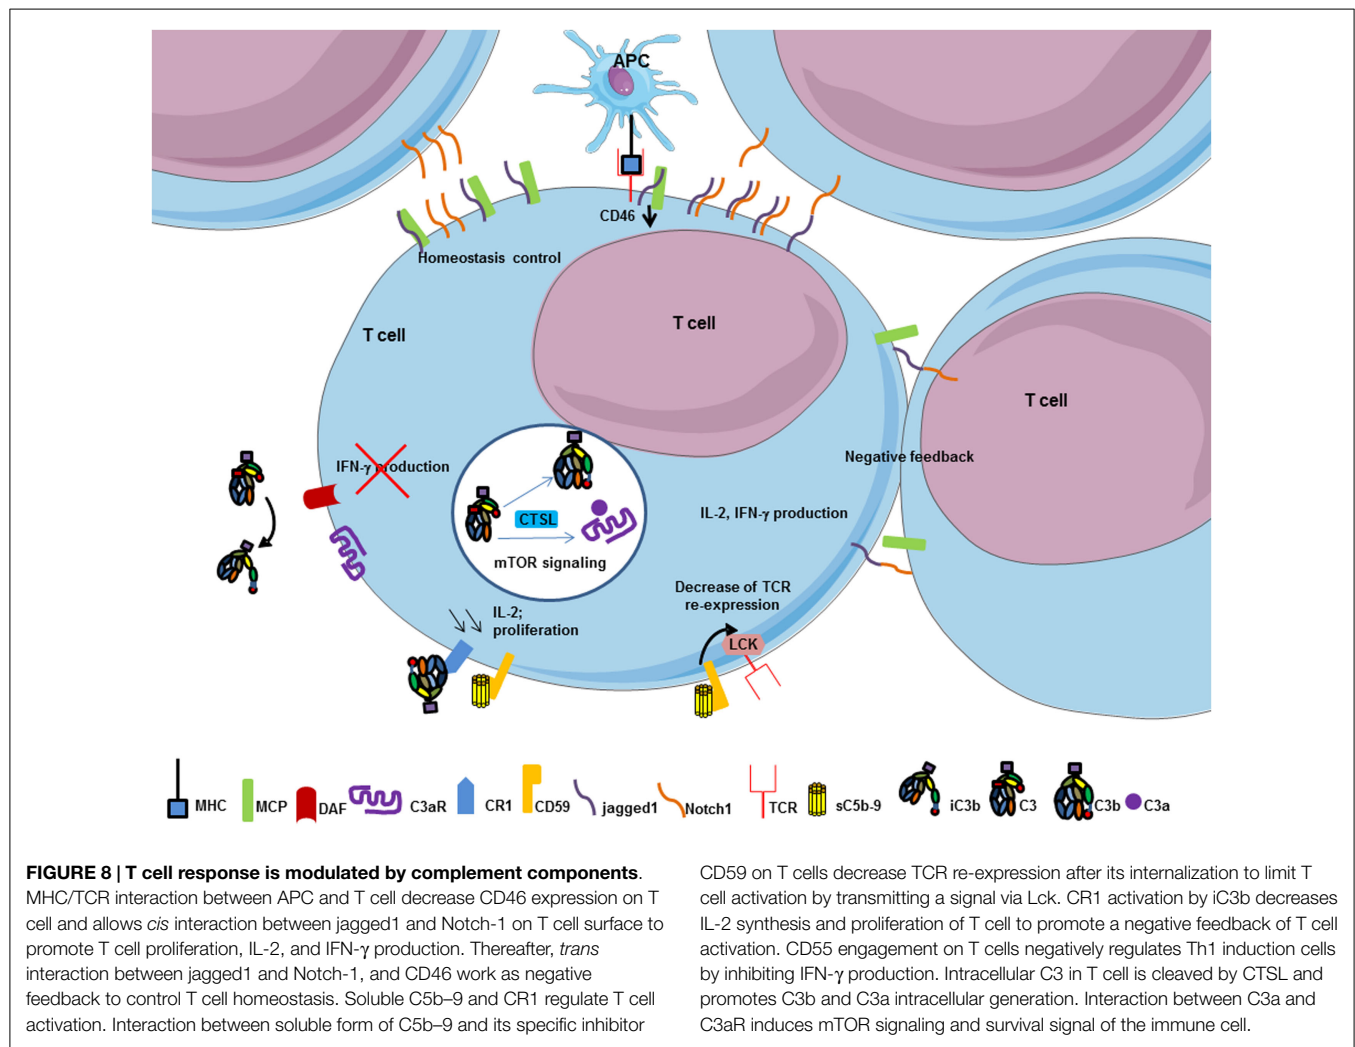 APC
CD46
Homeostasis control
T cell
T cell
T cell
IFN-γ production
Negative feedback
CTSL
mTOR signaling
IL-2, IFN-γ production
Decrease of TCR
re-expression
IL-2;
proliferation
LCK
MHC
MCP
DAF
C3aR
CR1
CD59
jagged1
Notch1
TCR
sC5b-9
iC3b
C3
C3b
C3a
FIGURE 8 | T cell response is modulated by complement components.
MHC/TCR interaction between APC and T cell decrease CD46 expression on T
cell and allows cis interaction between jagged1 and Notch-1 on T cell surface to
promote T cell proliferation, IL-2, and IFN-γ production. Thereafter, trans
interaction between jagged1 and Notch-1, and CD46 work as negative
feedback to control T cell homeostasis. Soluble C5b–9 and CR1 regulate T cell
activation. Interaction between soluble form of C5b–9 and its specific inhibitor
CD59 on T cells decrease TCR re-expression after its internalization to limit T
cell activation by transmitting a signal via Lck. CR1 activation by iC3b decreases
IL-2 synthesis and proliferation of T cell to promote a negative feedback of T cell
activation. CD55 engagement on T cells negatively regulates Th1 induction cells
by inhibiting IFN-γ production. Intracellular C3 in T cell is cleaved by CTSL and
promotes C3b and C3a intracellular generation. Interaction between C3a and
C3aR induces mTOR signaling and survival signal of the immune cell.